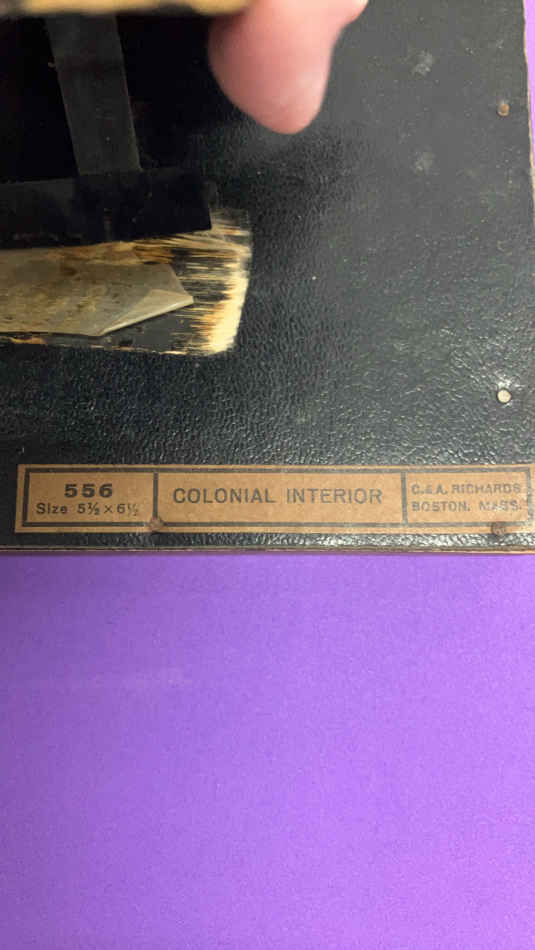 556
Size 5½ × 6½
COLONIAL INTERIOR
C. & A. RICHARDS
BOSTON, MASS.